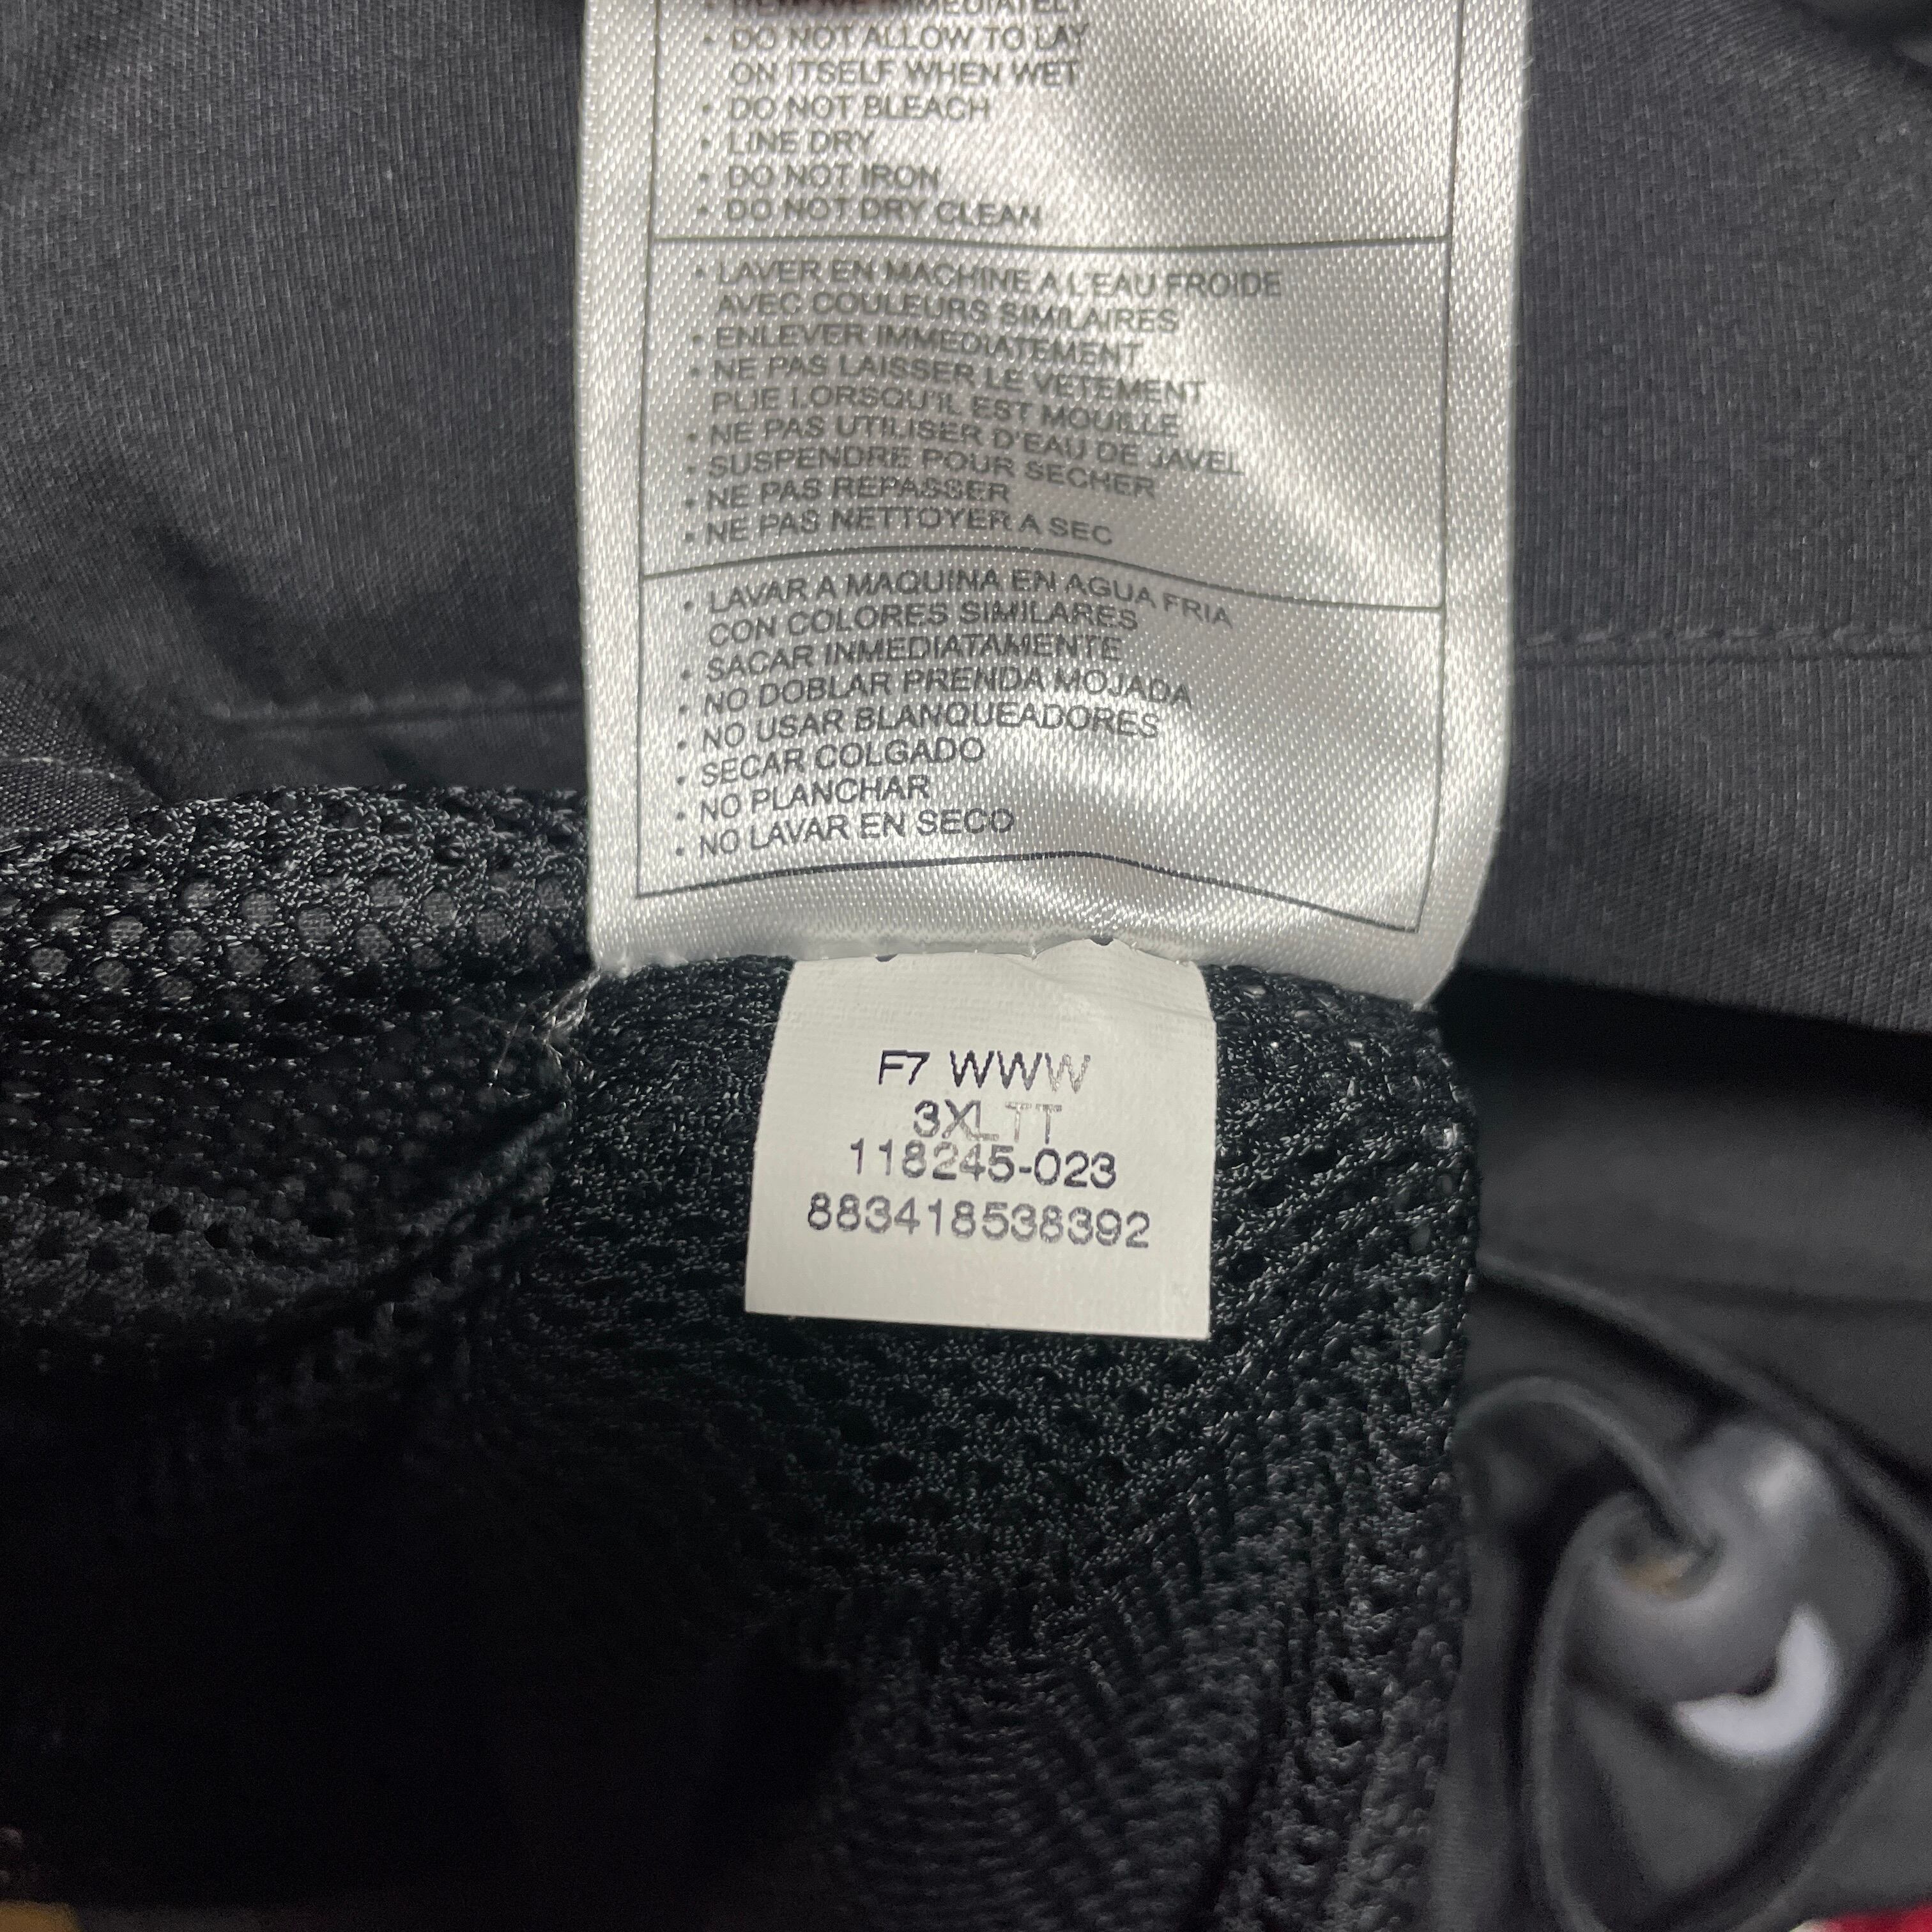 • REMOVE IMMEDIATELY
• DO NOT ALLOW TO LAY
ON ITSELF WHEN WET
• DO NOT BLEACH
• LINE DRY
• DO NOT IRON
• DO NOT DRY CLEAN
• LAVER EN MACHINE A L'EAU FROIDE
AVEC COULEURS SIMILAIRES
• ENLEVER IMMEDIATEMENT
• NE PAS LAISSER LE VETEMENT
PLIE LORSQU'IL EST MOUILLE
• NE PAS UTILISER D'EAU DE JAVEL
• SUSPENDRE POUR SECHER
• NE PAS REPASSER
• NE PAS NETTOYER A SEC
• LAVAR A MAQUINA EN AGUA FRIA
CON COLORES SIMILARES
• SACAR INMEDIATAMENTE
• NO DOBLAR PRENDA MOJADA
• NO USAR BLANQUEADORES
• SECAR COLGADO
• NO PLANCHAR
• NO LAVAR EN SECO
F7 WWW
3XLTT
118245-023
883418538392